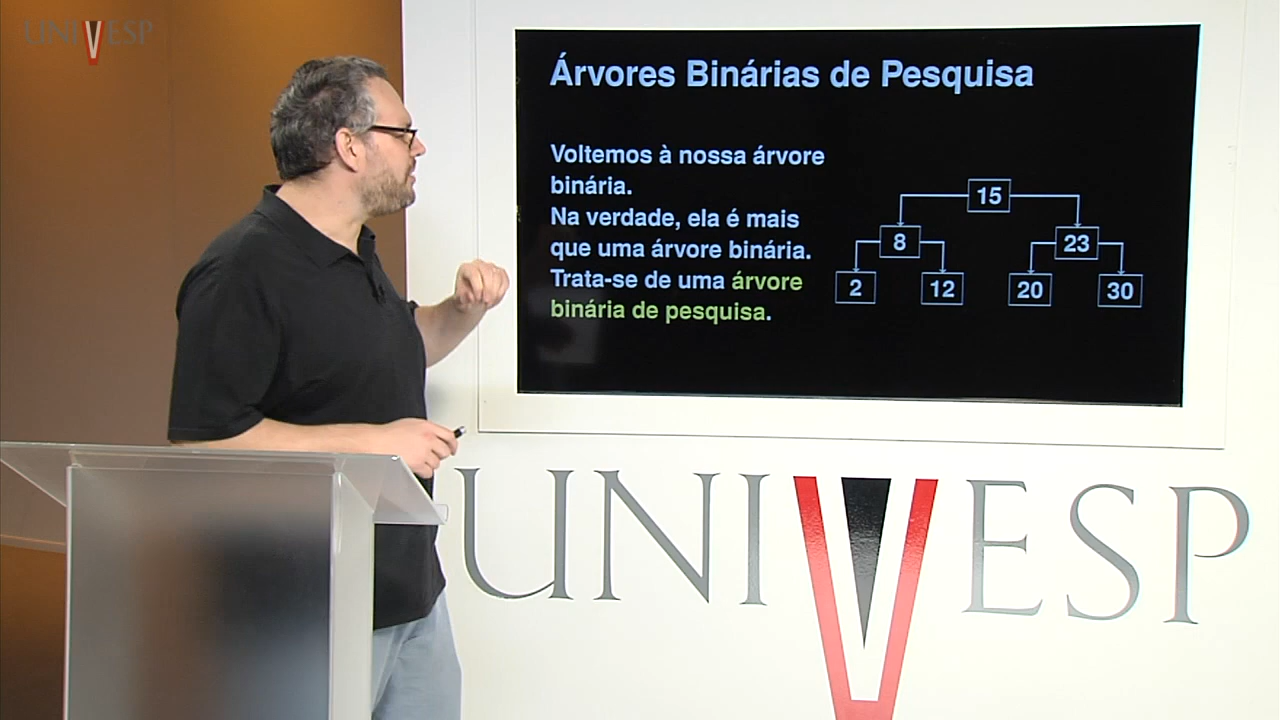 UNIVESP
Árvores Binárias de Pesquisa
Voltemos à nossa árvore
binária.
Na verdade, ela é mais
que uma árvore binária.
Trata-se de uma árvore
binária de pesquisa.
15
8 23
2 12 20 30
UNIVESP